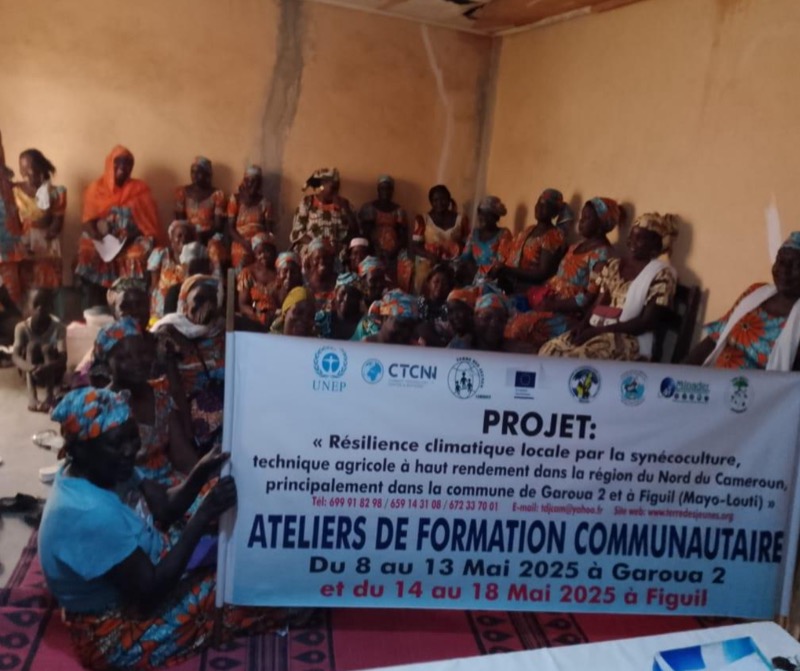 UNEP
CTCN
PROJET:
« Résilience climatique locale par la synécoculture,
technique agricole à haut rendement dans la région du Nord du Cameroun,
principalement dans la commune de Garoua 2 et à Figuil (Mayo-Louti) »
Tél: 699 91 82 98 / 659 14 31 08 / 672 33 70 01 E-mail: tdjcam@yahoo.fr Site web: www.terredesjeunes.org
ATELIERS DE FORMATION COMMUNAUTAIRE
Du 8 au 13 Mai 2025 à Garoua 2
et du 14 au 18 Mai 2025 à Figuil